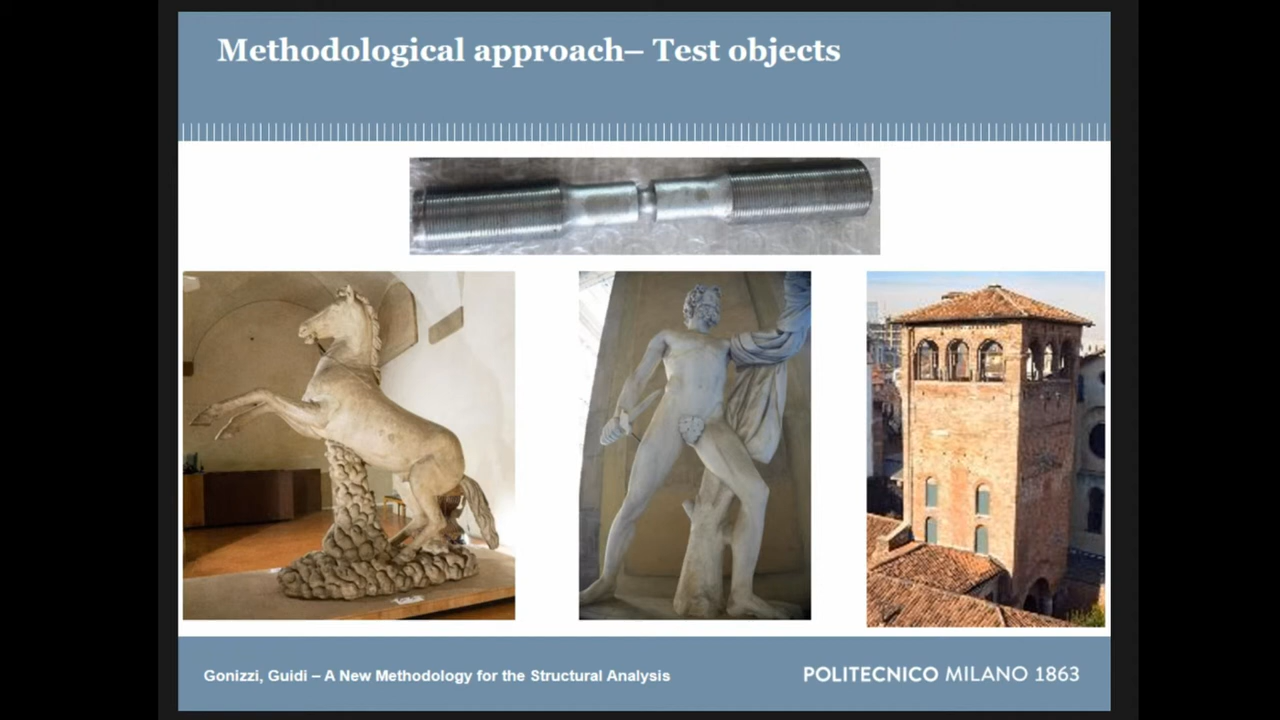 Methodological approach– Test objects
Gonizzi, Guidi – A New Methodology for the Structural Analysis
POLITECNICO MILANO 1863